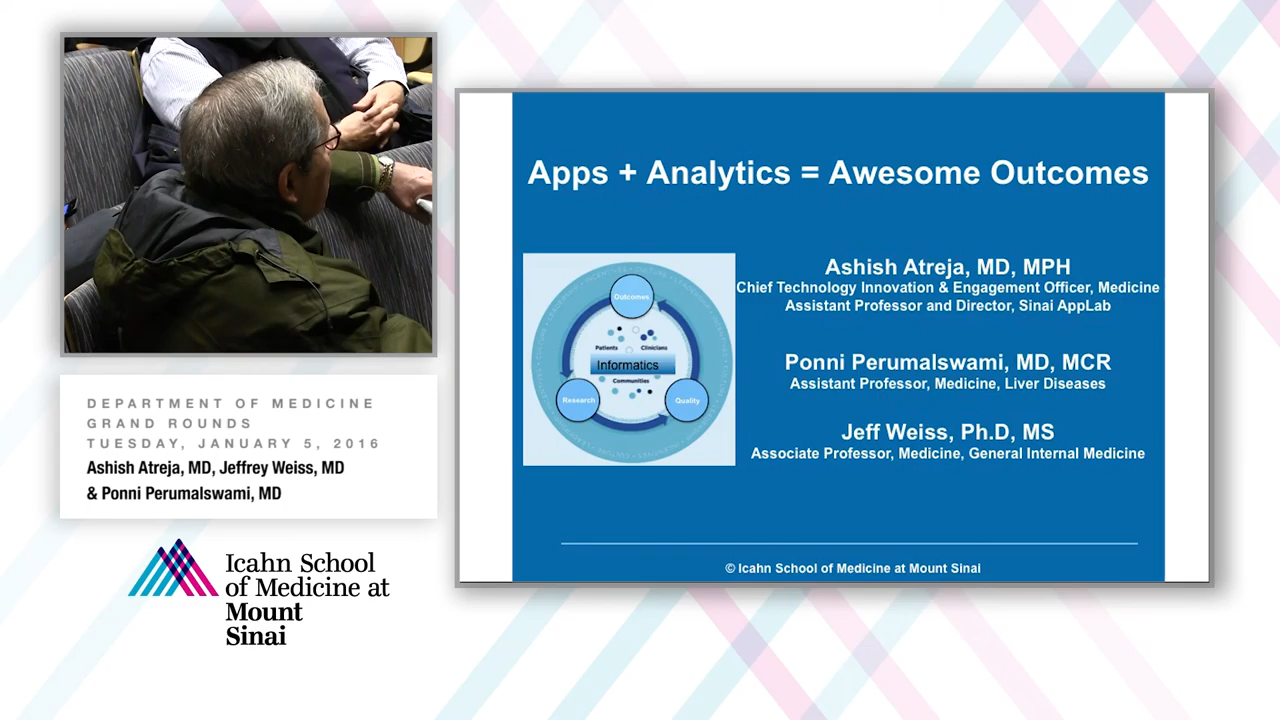 DEPARTMENT OF MEDICINE
GRAND ROUNDS
TUESDAY, JANUARY 5, 2016
Ashish Atreja, MD, Jeffrey Weiss, MD
& Ponni Perumalswami, MD
Icahn School
of Medicine at
Mount
Sinai
Apps + Analytics = Awesome Outcomes
Outcomes
Patients Clinicians
Informatics
Communities
Research
Quality
Ashish Atreja, MD, MPH
Chief Technology Innovation & Engagement Officer, Medicine
Assistant Professor and Director, Sinai AppLab
Ponni Perumalswami, MD, MCR
Assistant Professor, Medicine, Liver Diseases
Jeff Weiss, Ph.D, MS
Associate Professor, Medicine, General Internal Medicine
© Icahn School of Medicine at Mount Sinai